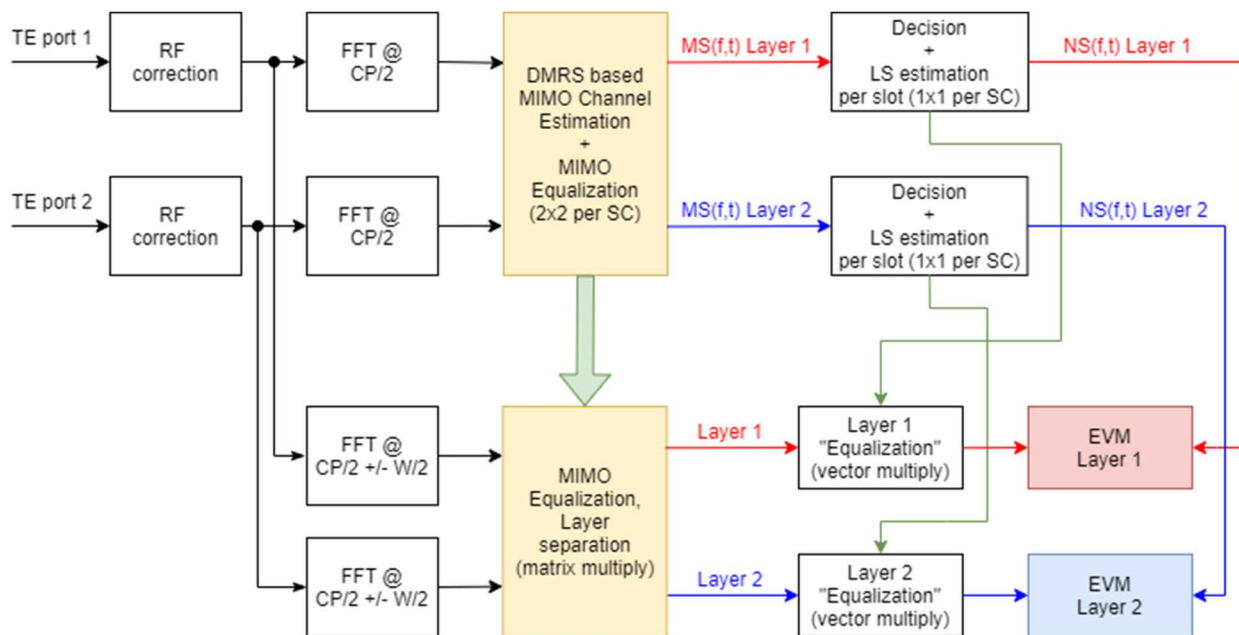 TE port 1
RF
correction
FFT @
CP/2
DMRS based
MIMO Channel
Estimation
+
MIMO
Equalization
(2x2 per SC)
MS(f,t) Layer 1
Decision
+
LS estimation
per slot (1x1 per SC)
NS(f,t) Layer 1
TE port 2
RF
correction
FFT @
CP/2
MS(f,t) Layer 2
Decision
+
LS estimation
per slot (1x1 per SC)
NS(f,t) Layer 2
FFT @
CP/2 +/- W/2
MIMO
Equalization,
Layer
separation
(matrix multiply)
Layer 1
Layer 1
"Equalization"
(vector multiply)
EVM
Layer 1
FFT @
CP/2 +/- W/2
Layer 2
Layer 2
"Equalization"
(vector multiply)
EVM
Layer 2